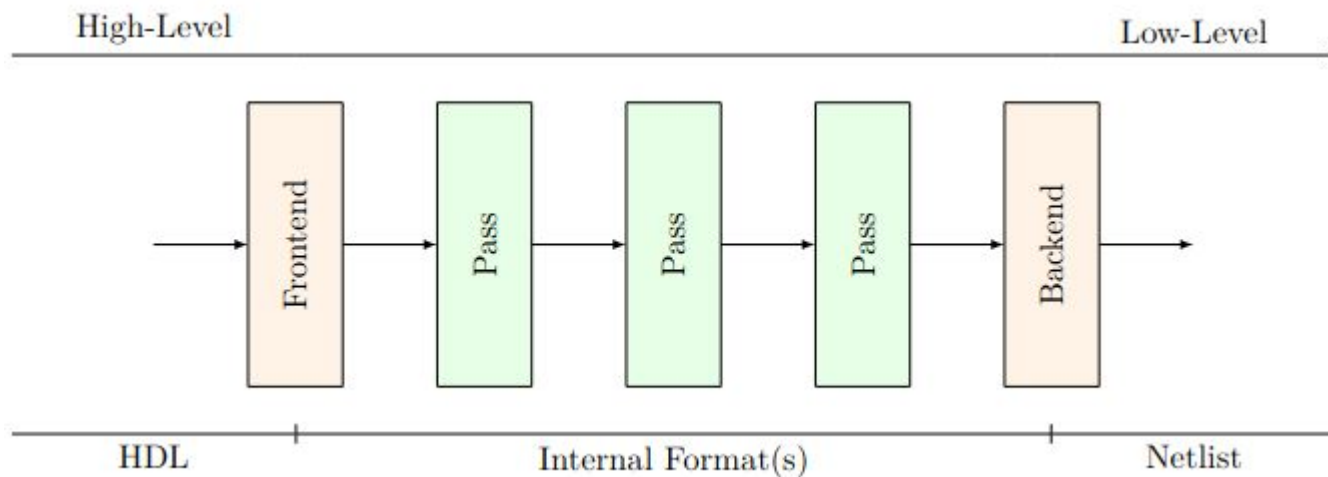 High-Level
Low-Level
Frontend
Pass
Pass
Pass
Backend
HDL
Internal Format(s)
Netlist